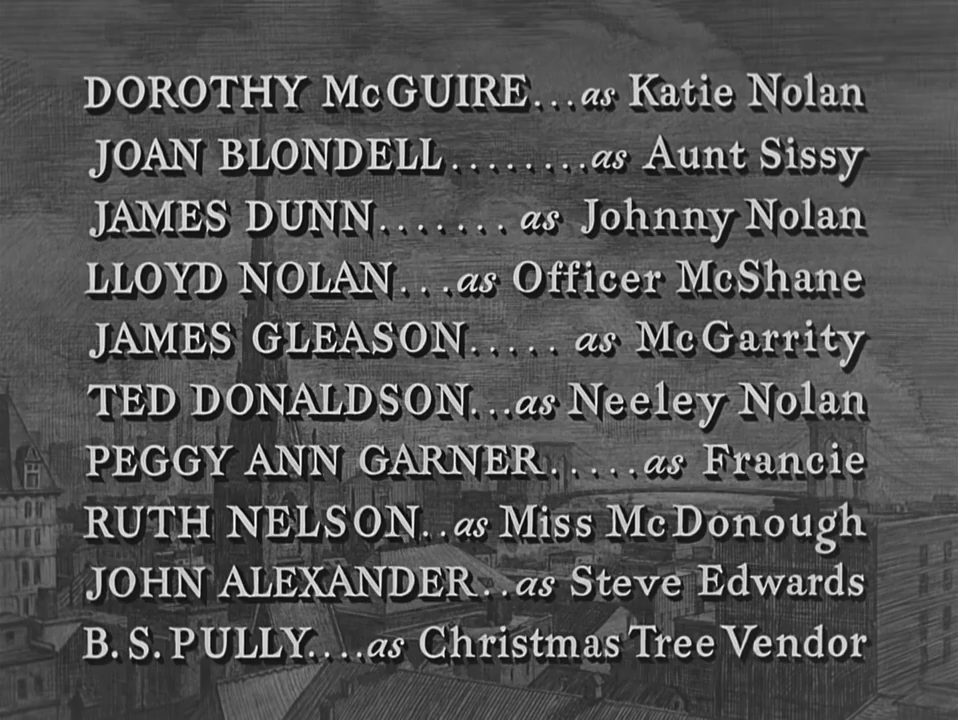 DOROTHY McGUIRE...as Katie Nolan
JOAN BLONDELL........as Aunt Sissy
JAMES DUNN.......as Johnny Nolan
LLOYD NOLAN...as Officer McShane
JAMES GLEASON.....as McGarrity
TED DONALDSON...as Neeley Nolan
PEGGY ANN GARNER.....as Francie
RUTH NELSON..as Miss McDonough
JOHN ALEXANDER..as Steve Edwards
B. S. PULLY....as Christmas Tree Vendor